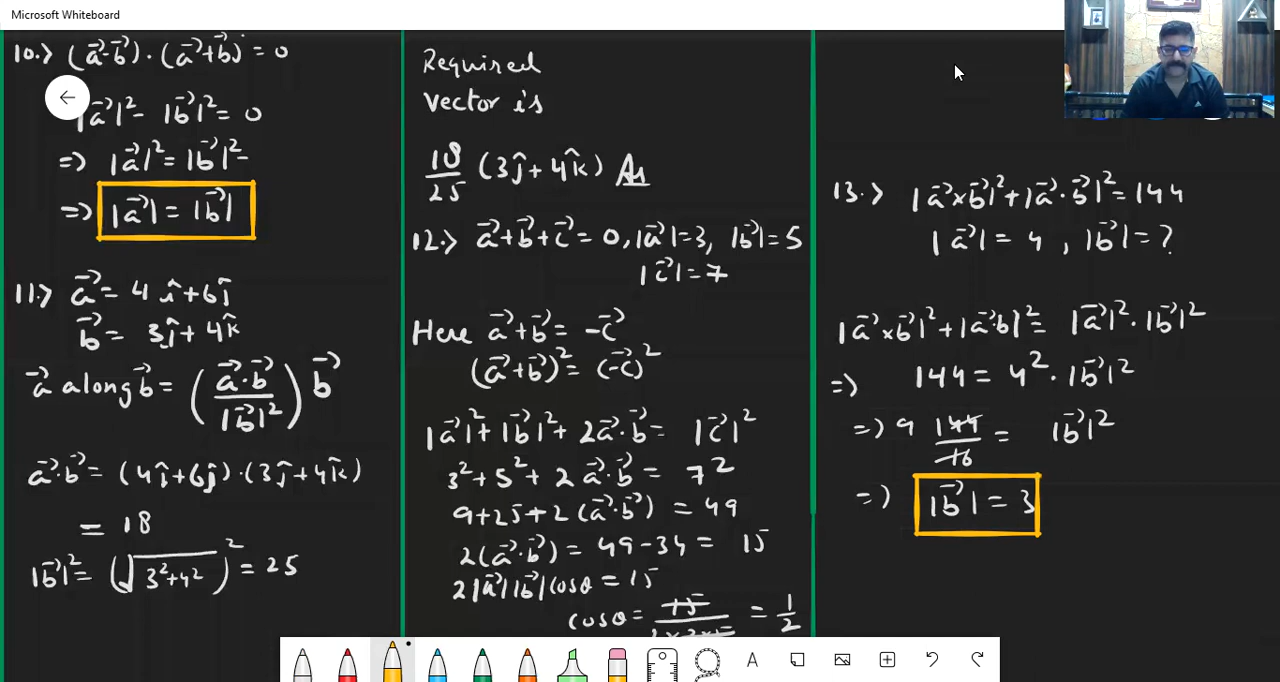 Microsoft Whiteboard
10.> (a⃗-b⃗)·(a⃗+b⃗) = 0
|a⃗|² - |b⃗|² = 0
=> |a⃗|² = |b⃗|²
=> |a⃗| = |b⃗|
11.> a⃗ = 4î+6ĵ
b⃗ = 3ĵ+4k̂
a⃗ along b⃗ = (a⃗·b⃗/|b⃗|²) b⃗
a⃗·b⃗ = (4î+6ĵ)·(3ĵ+4k̂)
= 18
|b⃗|² = (√3²+4²)² = 25
Required
vector is
18/25 (3ĵ+4k̂) Ans
12.> a⃗+b⃗+c⃗ = 0, |a⃗|=3, |b⃗|=5
|c⃗|=7
Here a⃗+b⃗ = -c⃗
(a⃗+b⃗)² = (-c⃗)²
|a⃗|²+|b⃗|²+2a⃗·b⃗ = |c⃗|²
3²+5²+2a⃗·b⃗ = 7²
9+25+2(a⃗·b⃗) = 49
2(a⃗·b⃗) = 49-34 = 15
2|a⃗||b⃗|cosθ = 15
cosθ = 15/2×3×5 = 1/2
13.> |a⃗×b⃗|²+|a⃗·b⃗|² = 144
|a⃗| = 4, |b⃗| = ?
|a⃗×b⃗|²+|a⃗·b|² = |a⃗|²·|b⃗|²
=> 144 = 4²·|b⃗|²
=> 9 144/16 = |b⃗|²
=> |b⃗| = 3
A